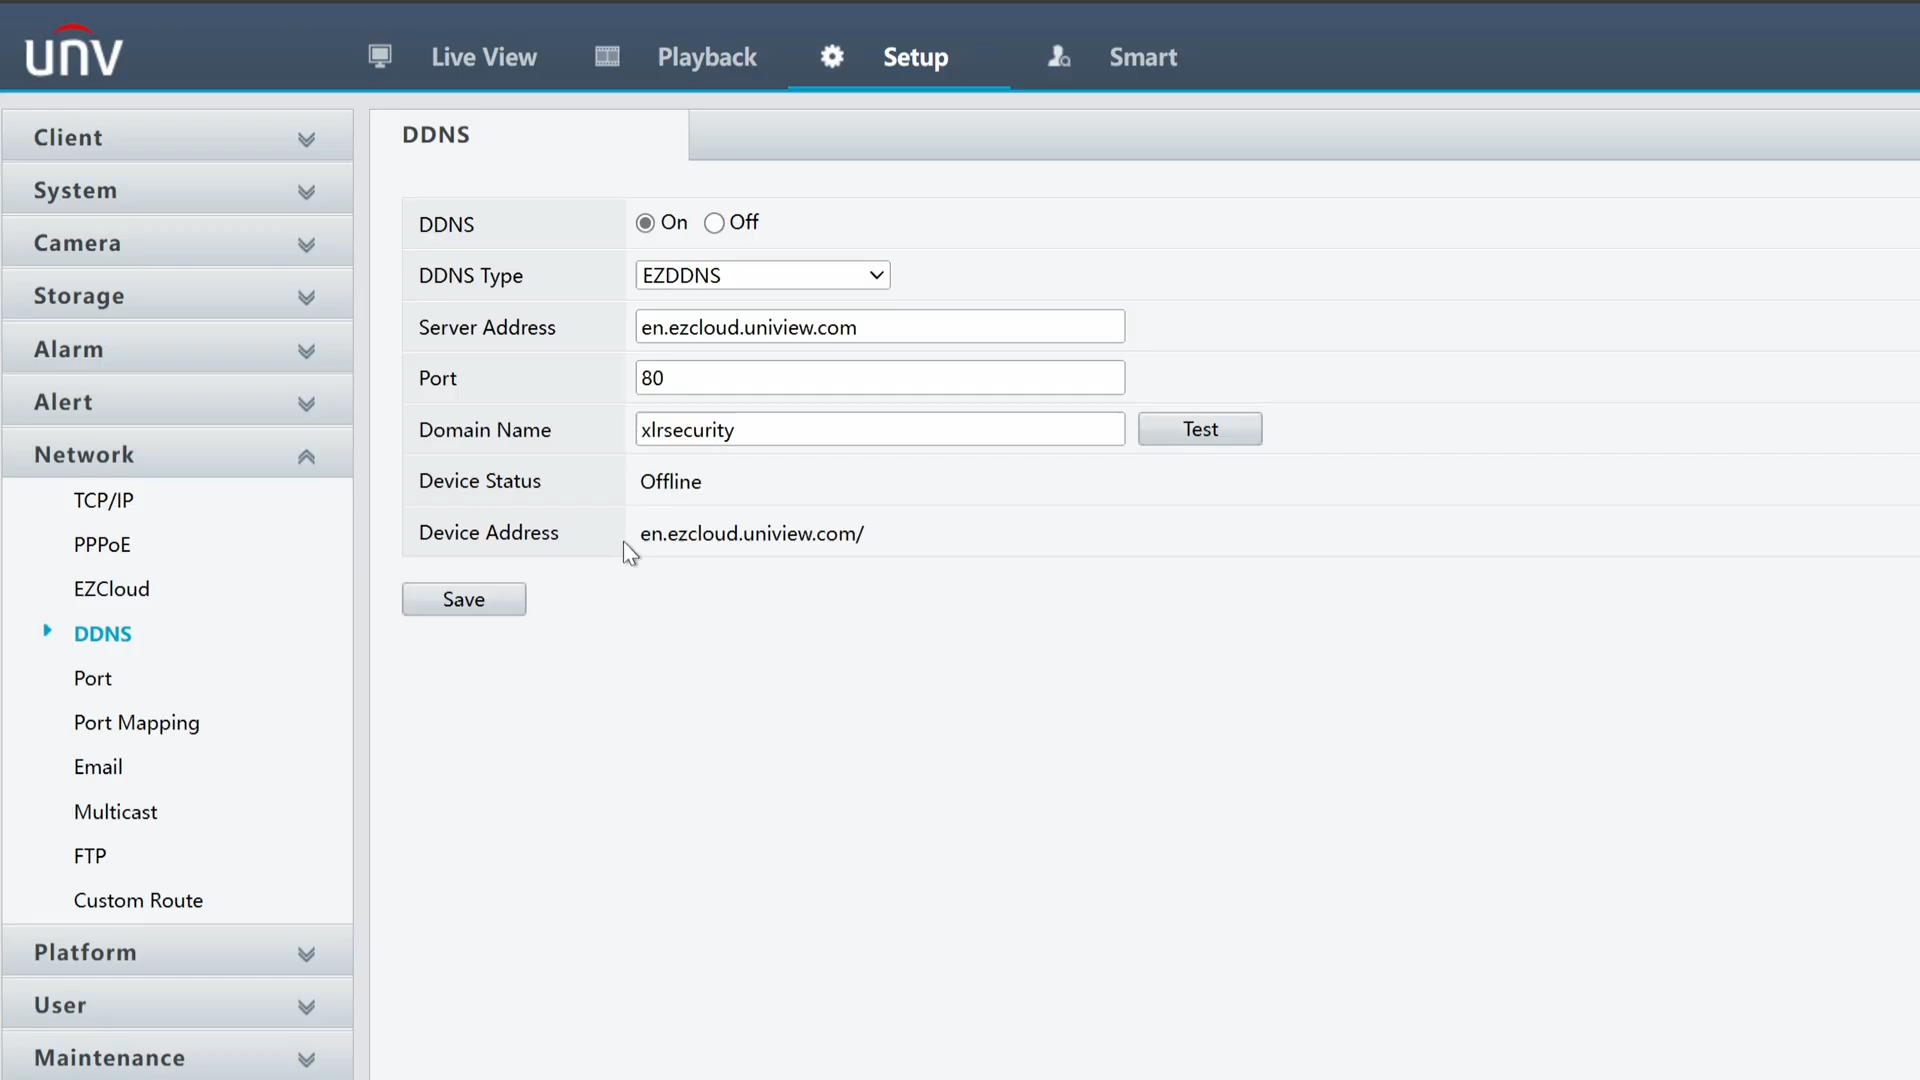 unv
Live View
Playback
Setup
Smart
Client
System
Camera
Storage
Alarm
Alert
Network
TCP/IP
PPPoE
EZCloud
DDNS
Port
Port Mapping
Email
Multicast
FTP
Custom Route
Platform
User
Maintenance
DDNS
DDNS On Off
DDNS Type EZDDNS
Server Address en.ezcloud.uniview.com
Port 80
Domain Name xlrsecurity Test
Device Status Offline
Device Address en.ezcloud.uniview.com/
Save